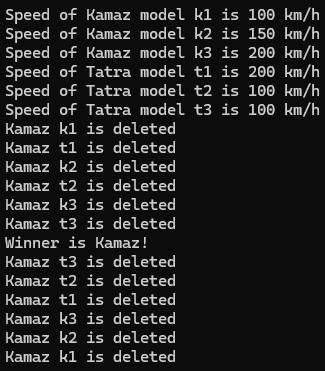 Speed of Kamaz model k1 is 100 km/h
Speed of Kamaz model k2 is 150 km/h
Speed of Kamaz model k3 is 200 km/h
Speed of Tatra model t1 is 200 km/h
Speed of Tatra model t2 is 100 km/h
Speed of Tatra model t3 is 100 km/h
Kamaz k1 is deleted
Kamaz t1 is deleted
Kamaz k2 is deleted
Kamaz t2 is deleted
Kamaz k3 is deleted
Kamaz t3 is deleted
Winner is Kamaz!
Kamaz t3 is deleted
Kamaz t2 is deleted
Kamaz t1 is deleted
Kamaz k3 is deleted
Kamaz k2 is deleted
Kamaz k1 is deleted